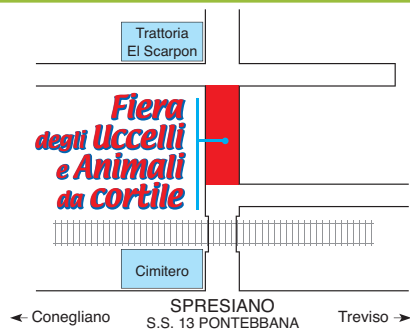 Trattoria
El Scarpon
Fiera
degli Uccelli
e Animali
da cortile
Cimitero
Conegliano
SPRESIANO
S.S. 13 PONTEBBANA
Treviso